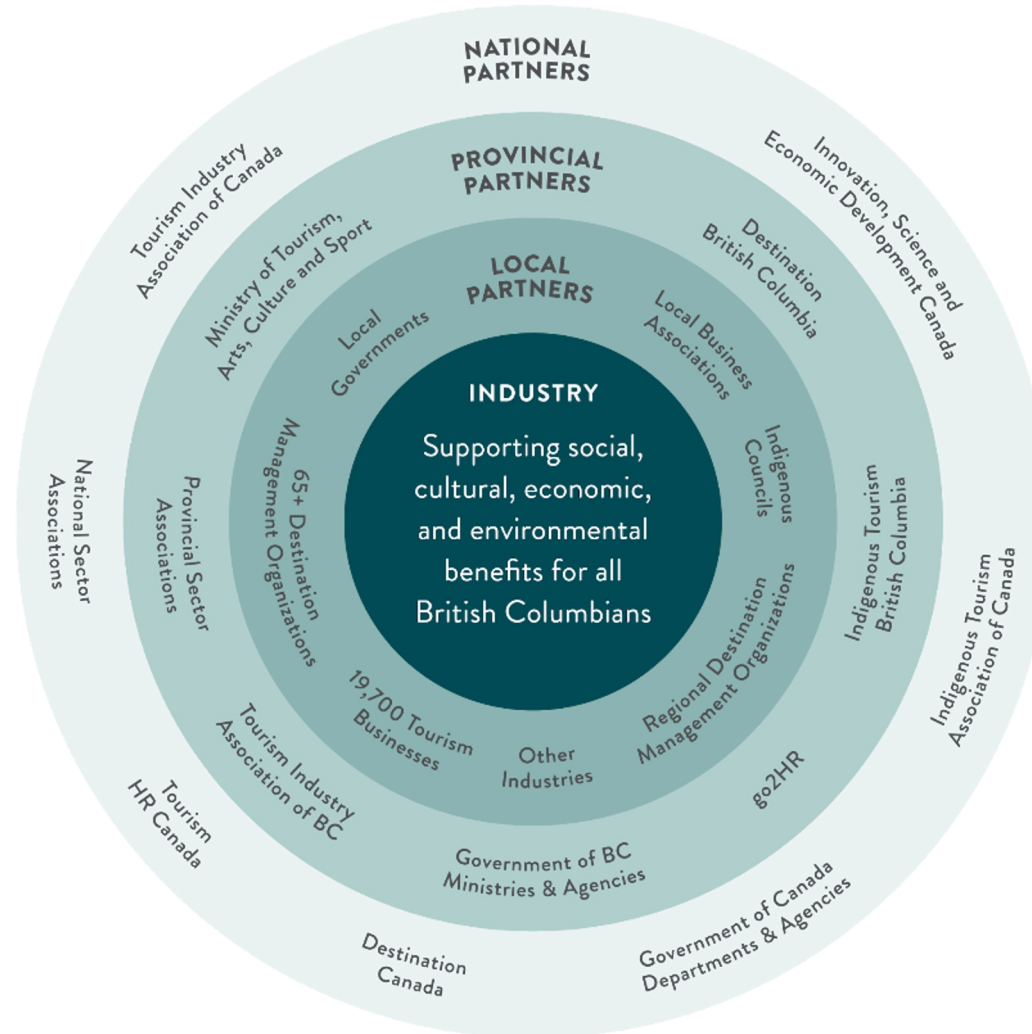 NATIONAL
PARTNERS
Innovation, Science and
Economic Development Canada
Indigenous Tourism
Association of Canada
Government of Canada
Departments & Agencies
Destination
Canada
Tourism
HR Canada
National Sector
Associations
Tourism Industry
Association of Canada
PROVINCIAL
PARTNERS
Destination
British Columbia
Indigenous Tourism
British Columbia
go2HR
Government of BC
Ministries & Agencies
Tourism Industry
Association of BC
Provincial Sector
Associations
Ministry of Tourism,
Arts, Culture and Sport
LOCAL
PARTNERS
Local Business
Associations
Indigenous
Councils
Regional Destination
Management Organizations
Other
Industries
19,700 Tourism
Businesses
65+ Destination
Management Organizations
Local
Governments
INDUSTRY
Supporting social,
cultural, economic,
and environmental
benefits for all
British Columbians